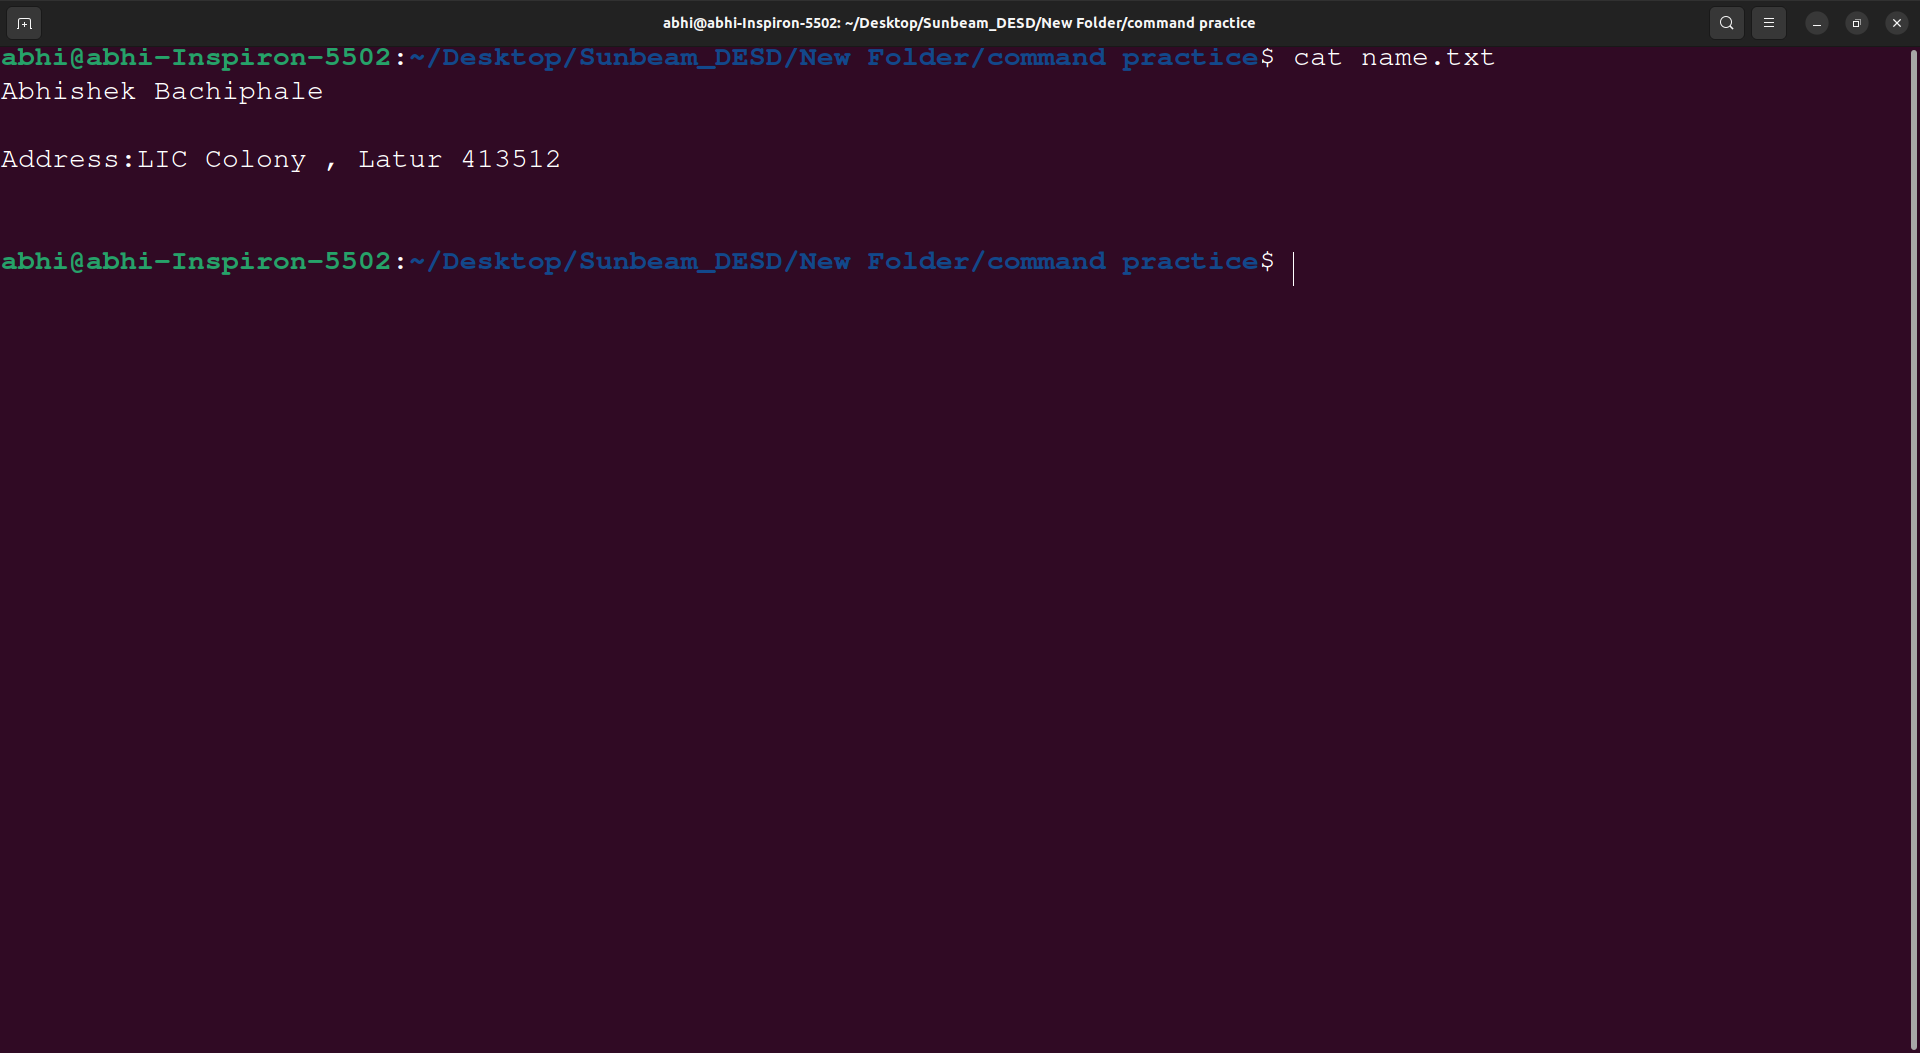 abhi@abhi-Inspiron-5502: ~/Desktop/Sunbeam_DESD/New Folder/command practice
abhi@abhi-Inspiron-5502:~/Desktop/Sunbeam_DESD/New Folder/command practice$ cat name.txt
Abhishek Bachiphale
Address:LIC Colony , Latur 413512
abhi@abhi-Inspiron-5502:~/Desktop/Sunbeam_DESD/New Folder/command practice$